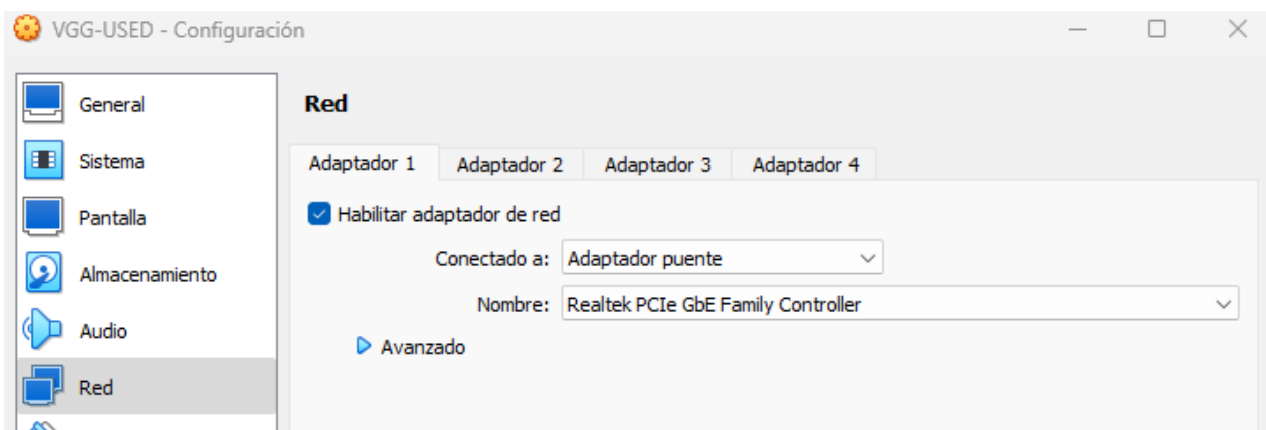 VGG-USED - Configuración
General
Sistema
Pantalla
Almacenamiento
Audio
Red
Red
Adaptador 1 Adaptador 2 Adaptador 3 Adaptador 4
Habilitar adaptador de red
Conectado a: Adaptador puente
Nombre: Realtek PCIe GbE Family Controller
Avanzado